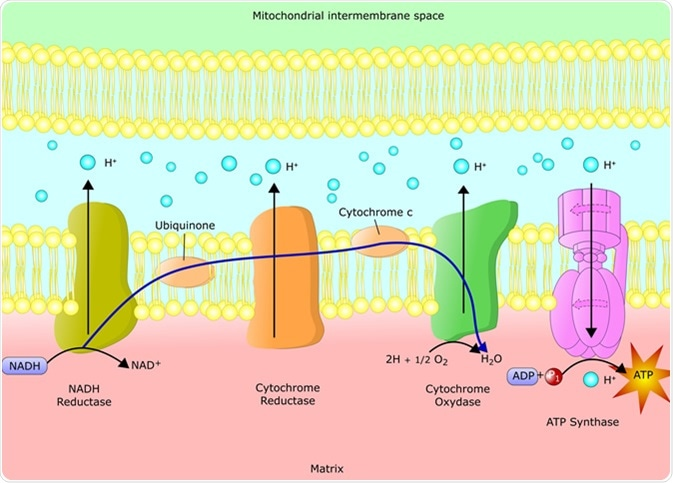 Mitochondrial intermembrane space
H⁺
H⁺
H⁺
H⁺
Cytochrome c
Ubiquinone
NADH
NAD⁺
2H + 1/2 O₂
H₂O
ADP
+
P₁
H⁺
ATP
NADH
Reductase
Cytochrome
Reductase
Cytochrome
Oxydase
ATP Synthase
Matrix